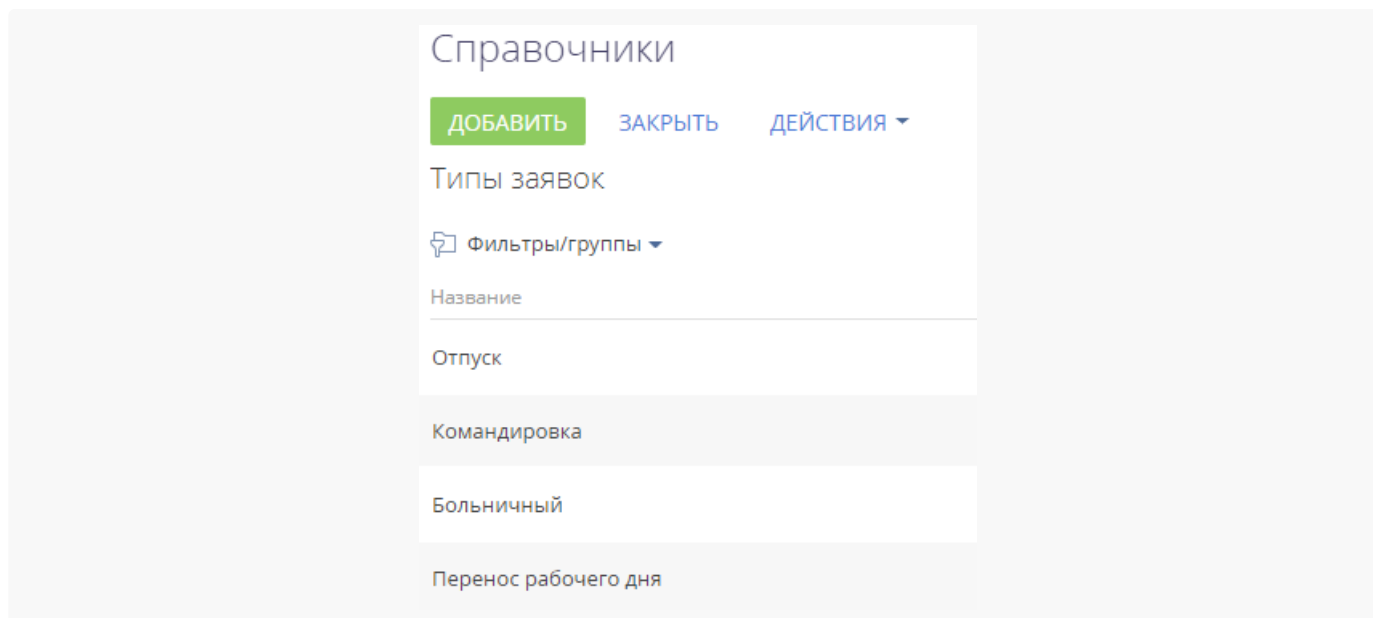 Справочники
ДОБАВИТЬ ЗАКРЫТЬ ДЕЙСТВИЯ
Типы заявок
Фильтры/группы
Название
Отпуск
Командировка
Больничный
Перенос рабочего дня